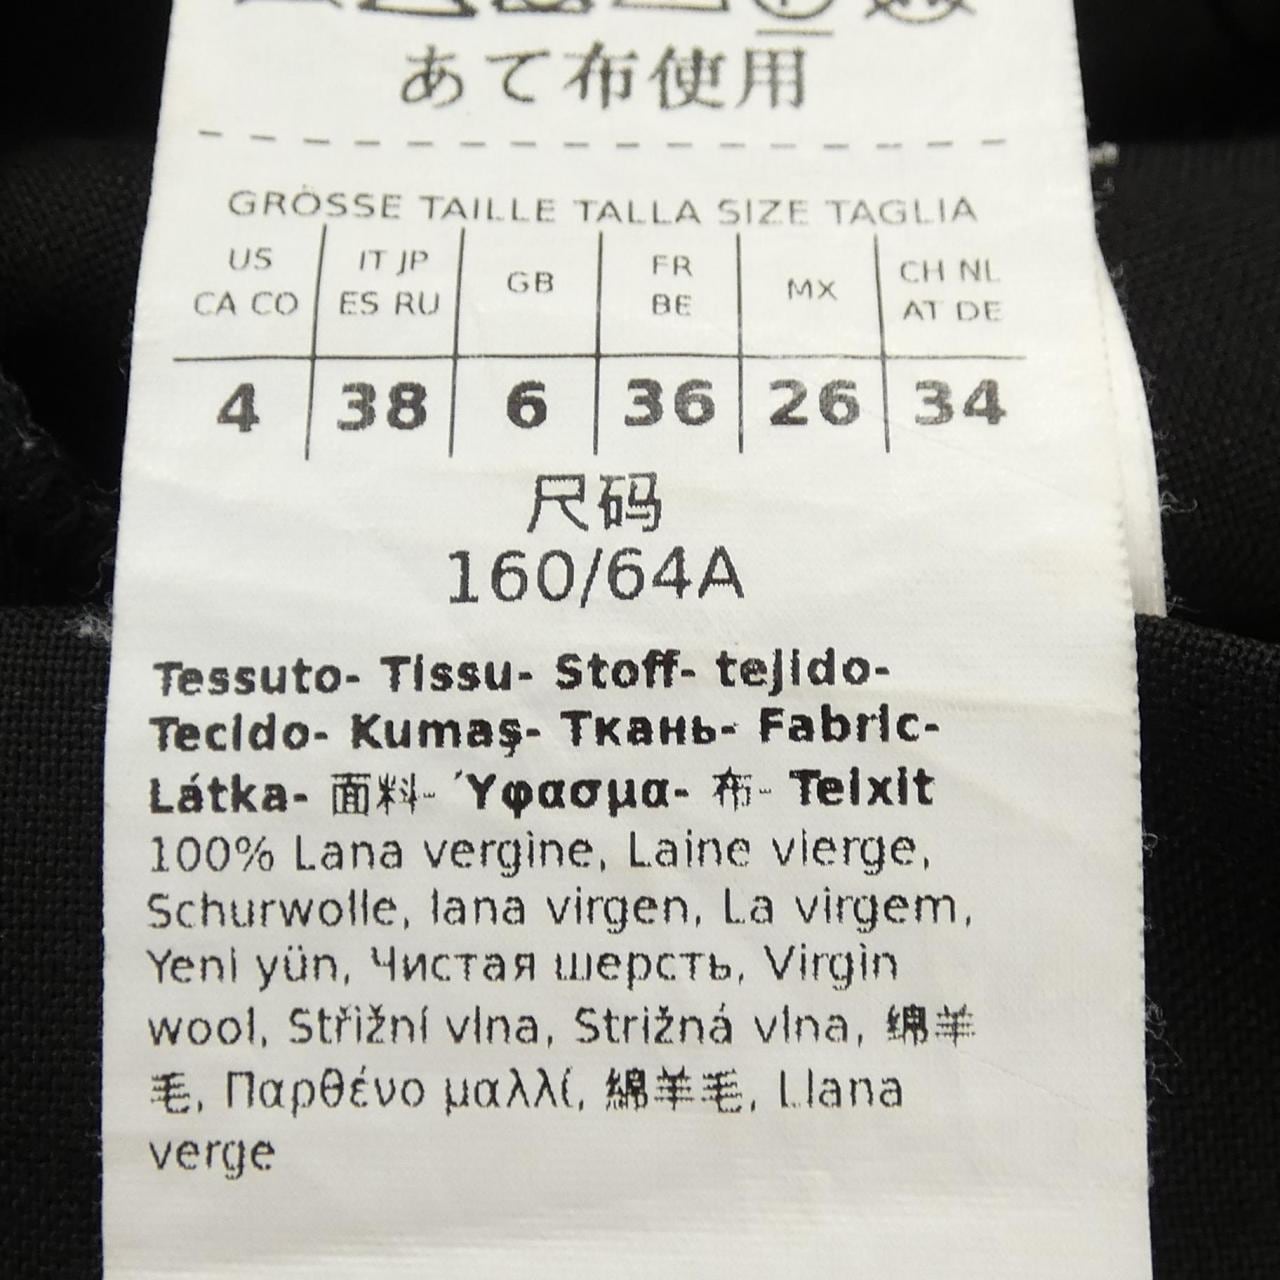 あて布使用
GRÖSSE TAILLE TALLA SIZE TAGLIA
US CA CO | IT JP ES RU | GB | FR BE | MX | CH NL AT DE
4 | 38 | 6 | 36 | 26 | 34
尺码
160/64A
Tessuto- Tissu- Stoff- tejido-
Tecido- Kumaş- Ткань- Fabric-
Látka- 面料- Ύφασμα- 布- Teixit
100% Lana vergine, Laine vierge,
Schurwolle, lana virgen, La virgem,
Yeni yün, Чистая шерсть, Virgin
wool, Střižní vlna, Strižná vlna, 绵羊
毛, Παρθένο μαλλί, 綿羊毛, Llana
verge